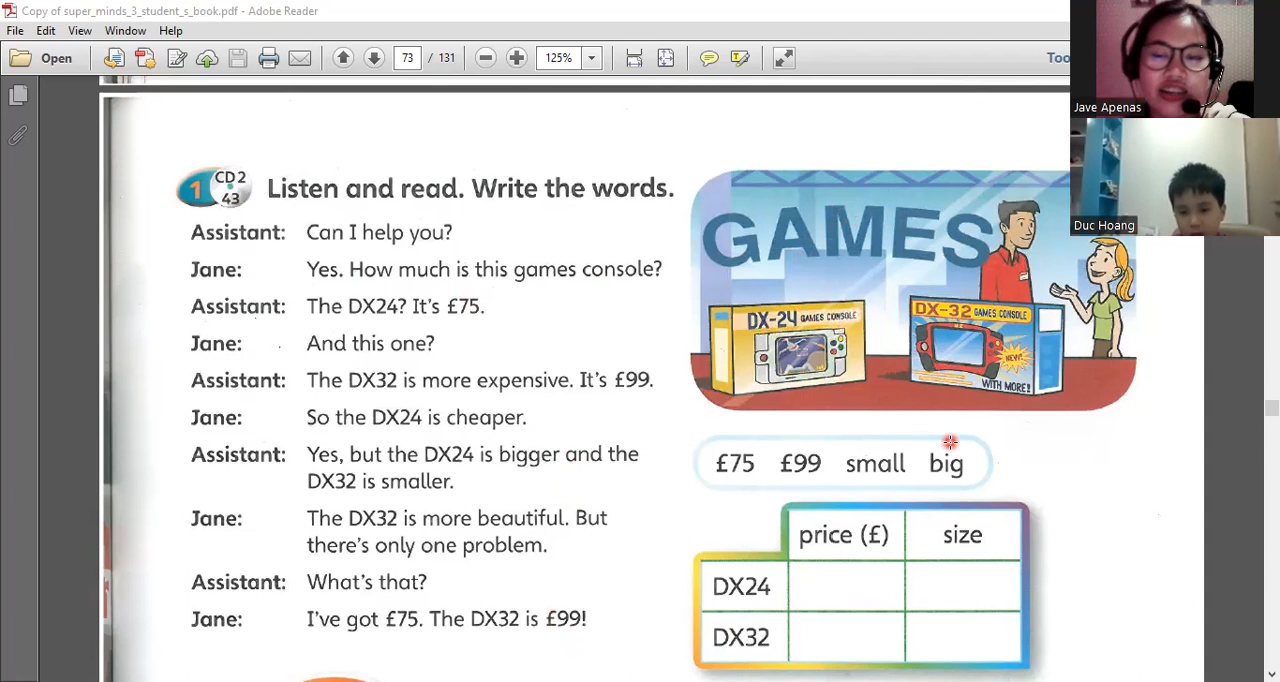 Copy of super_minds_3_student_s_book.pdf - Adobe Reader
File Edit View Window Help
Open 73 / 131 125% Too
Jave Apenas
Duc Hoang
1 CD 2 43 Listen and read. Write the words.
Assistant: Can I help you?
Jane: Yes. How much is this games console?
Assistant: The DX24? It's £75.
Jane: And this one?
Assistant: The DX32 is more expensive. It's £99.
Jane: So the DX24 is cheaper.
Assistant: Yes, but the DX24 is bigger and the
DX32 is smaller.
Jane: The DX32 is more beautiful. But
there's only one problem.
Assistant: What's that?
Jane: I've got £75. The DX32 is £99!
GAMES
DX-24 GAMES CONSOLE
DX-32 GAMES CONSOLE
NEW!
WITH MORE!
£75 £99 small big
price (£) size
DX24
DX32